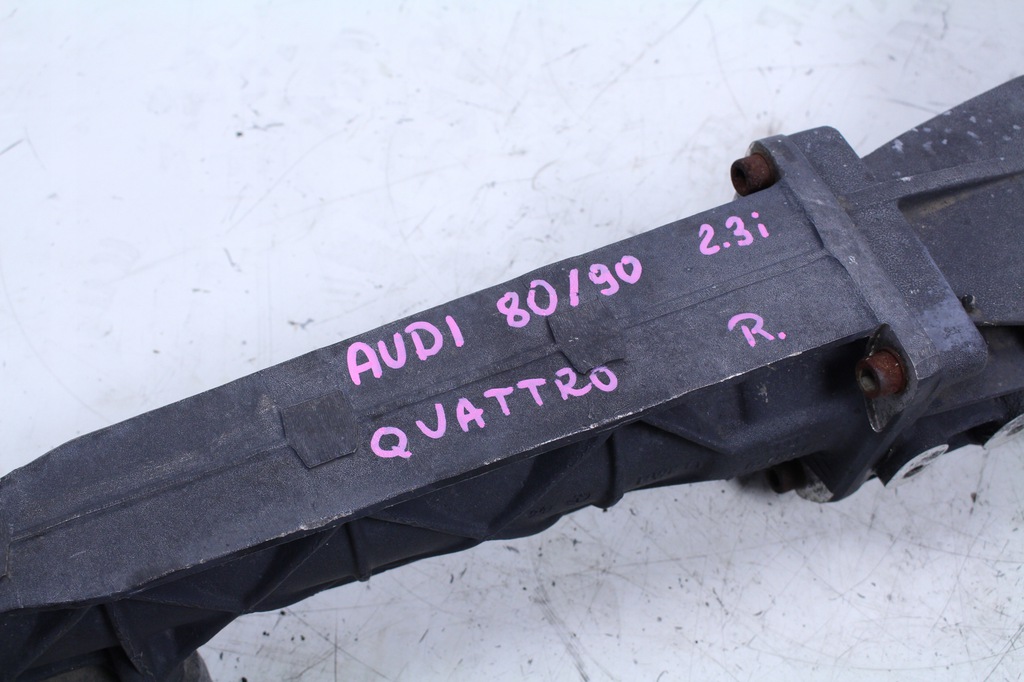 AUDI 80/90 2.3i
QUATTRO R.